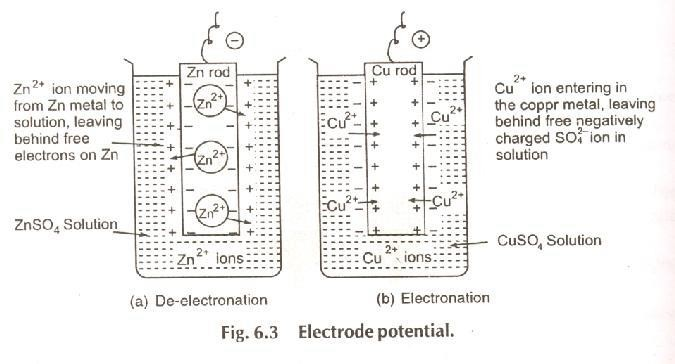 ⊖
⊕
Zn rod
Cu rod
Zn²⁺ ion moving
from Zn metal to
solution, leaving
behind free
electrons on Zn
Zn²⁺
Zn²⁺
Zn²⁺
ZnSO₄ Solution
Zn²⁺ ions
Cu²⁺
Cu²⁺
Cu²⁺
Cu²⁺
Cu²⁺ ions
Cu²⁺ ion entering in
the coppr metal, leaving
behind free negatively
charged SO₄²⁻ ion in
solution
CuSO₄ Solution
(a) De-electronation
(b) Electronation
Fig. 6.3 Electrode potential.